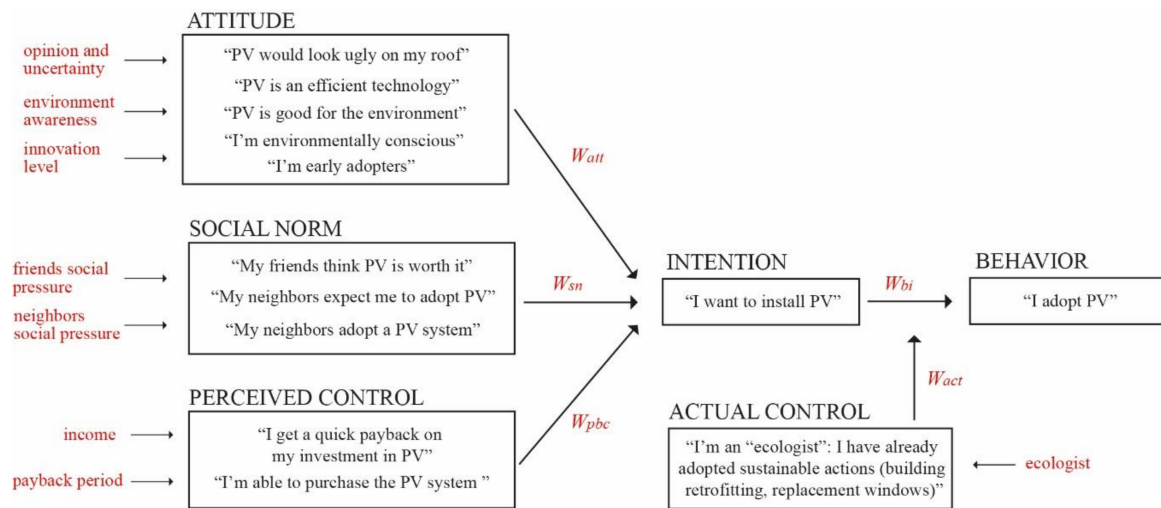 ATTITUDE
opinion and
uncertainty
environment
awareness
innovation
level
“PV would look ugly on my roof”
“PV is an efficient technology”
“PV is good for the environment”
“I’m environmentally conscious”
“I’m early adopters”
Watt
SOCIAL NORM
friends social
pressure
neighbors
social pressure
“My friends think PV is worth it”
“My neighbors expect me to adopt PV”
“My neighbors adopt a PV system”
Wsn
INTENTION
“I want to install PV”
Wbi
BEHAVIOR
“I adopt PV”
PERCEIVED CONTROL
income
payback period
“I get a quick payback on
my investment in PV”
“I’m able to purchase the PV system ”
Wpbc
Wact
ACTUAL CONTROL
“I’m an “ecologist”: I have already
adopted sustainable actions (building
retrofitting, replacement windows)”
ecologist